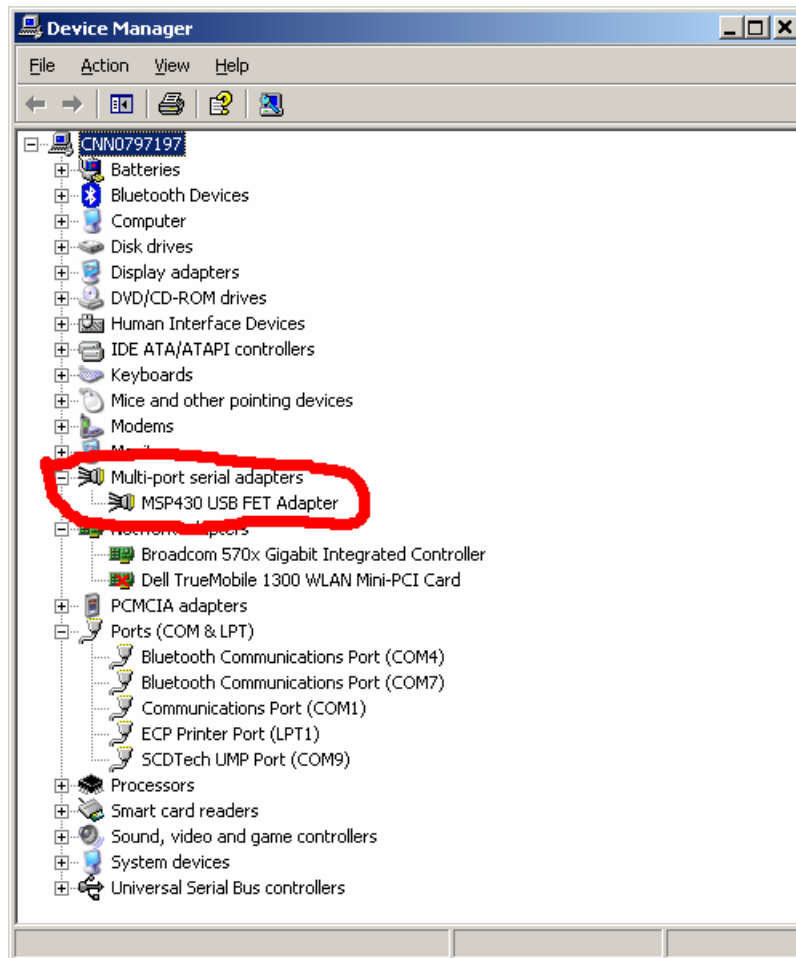 Device Manager
File Action View Help
CNN0797197
Batteries
Bluetooth Devices
Computer
Disk drives
Display adapters
DVD/CD-ROM drives
Human Interface Devices
IDE ATA/ATAPI controllers
Keyboards
Mice and other pointing devices
Modems
Multi-port serial adapters
MSP430 USB FET Adapter
Network adapters
Broadcom 570x Gigabit Integrated Controller
Dell TrueMobile 1300 WLAN Mini-PCI Card
PCMCIA adapters
Ports (COM & LPT)
Bluetooth Communications Port (COM4)
Bluetooth Communications Port (COM7)
Communications Port (COM1)
ECP Printer Port (LPT1)
SCDTech UMP Port (COM9)
Processors
Smart card readers
Sound, video and game controllers
System devices
Universal Serial Bus controllers